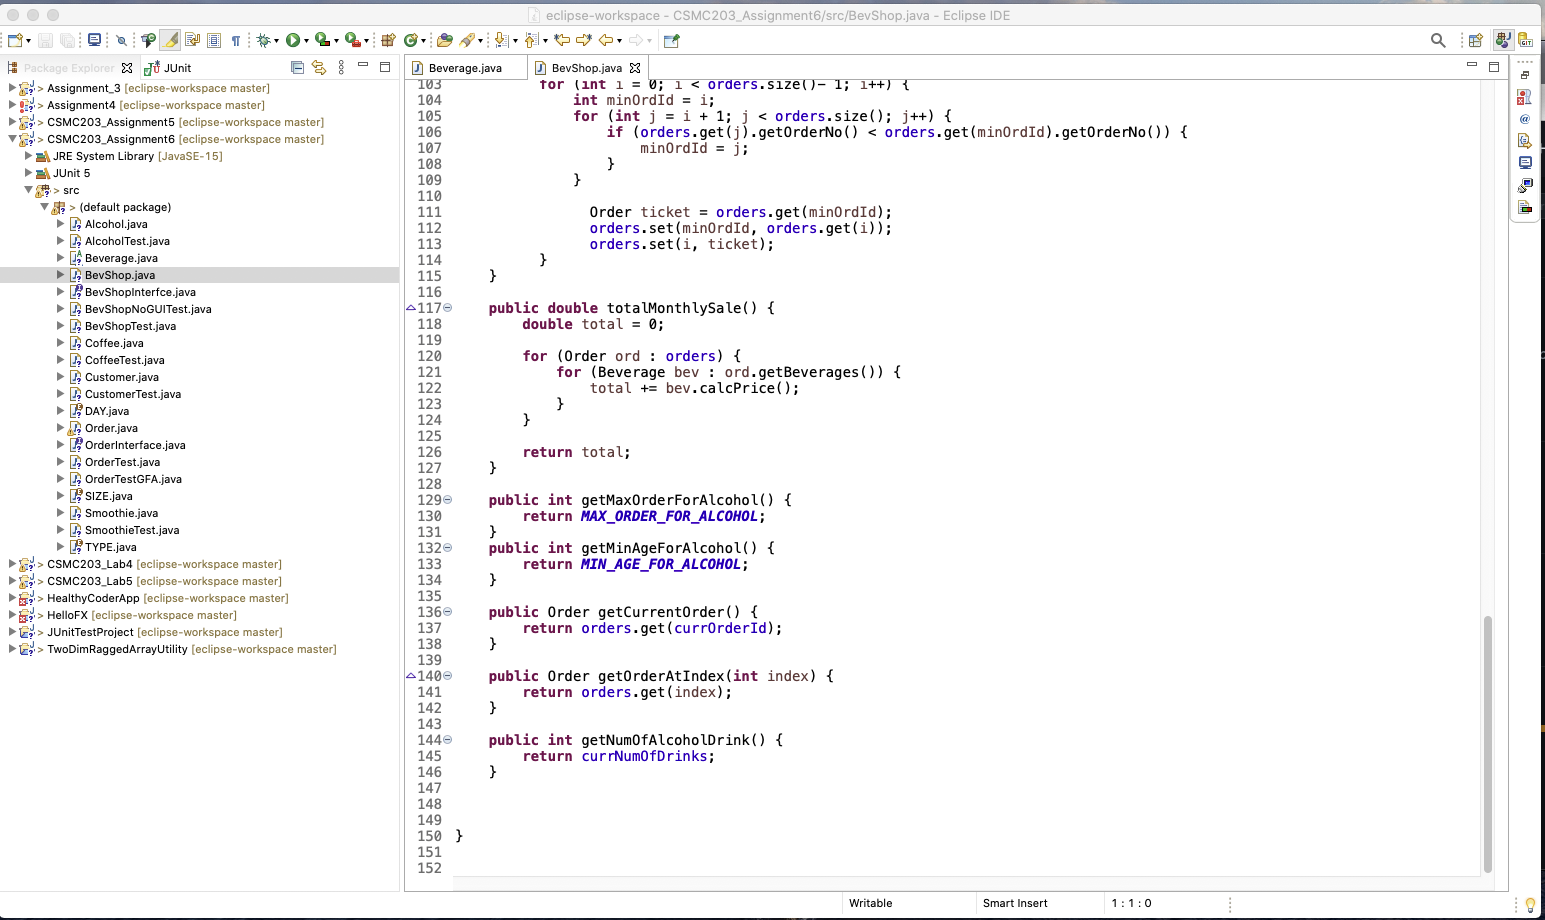 eclipse-workspace - CSMC203_Assignment6/src/BevShop.java - Eclipse IDE
Package Explorer
JUnit
> Assignment_3 [eclipse-workspace master]
> Assignment4 [eclipse-workspace master]
> CSMC203_Assignment5 [eclipse-workspace master]
> CSMC203_Assignment6 [eclipse-workspace master]
JRE System Library [JavaSE-15]
JUnit 5
> src
> (default package)
Alcohol.java
AlcoholTest.java
Beverage.java
BevShop.java
BevShopInterfce.java
BevShopNoGUITest.java
BevShopTest.java
Coffee.java
CoffeeTest.java
Customer.java
CustomerTest.java
DAY.java
Order.java
OrderInterface.java
OrderTest.java
OrderTestGFA.java
SIZE.java
Smoothie.java
SmoothieTest.java
TYPE.java
> CSMC203_Lab4 [eclipse-workspace master]
> CSMC203_Lab5 [eclipse-workspace master]
> HealthyCoderApp [eclipse-workspace master]
> HelloFX [eclipse-workspace master]
> JUnitTestProject [eclipse-workspace master]
> TwoDimRaggedArrayUtility [eclipse-workspace master]
Beverage.java
BevShop.java
103 for (int i = 0; i < orders.size()- 1; i++) {
104 int minOrdId = i;
105 for (int j = i + 1; j < orders.size(); j++) {
106 if (orders.get(j).getOrderNo() < orders.get(minOrdId).getOrderNo()) {
107 minOrdId = j;
108 }
109 }
110
111 Order ticket = orders.get(minOrdId);
112 orders.set(minOrdId, orders.get(i));
113 orders.set(i, ticket);
114 }
115 }
116
117 public double totalMonthlySale() {
118 double total = 0;
119
120 for (Order ord : orders) {
121 for (Beverage bev : ord.getBeverages()) {
122 total += bev.calcPrice();
123 }
124 }
125
126 return total;
127 }
128
129 public int getMaxOrderForAlcohol() {
130 return MAX_ORDER_FOR_ALCOHOL;
131 }
132 public int getMinAgeForAlcohol() {
133 return MIN_AGE_FOR_ALCOHOL;
134 }
135
136 public Order getCurrentOrder() {
137 return orders.get(currOrderId);
138 }
139
140 public Order getOrderAtIndex(int index) {
141 return orders.get(index);
142 }
143
144 public int getNumOfAlcoholDrink() {
145 return currNumOfDrinks;
146 }
147
148
149
150 }
151
152
Writable
Smart Insert
1 : 1 : 0